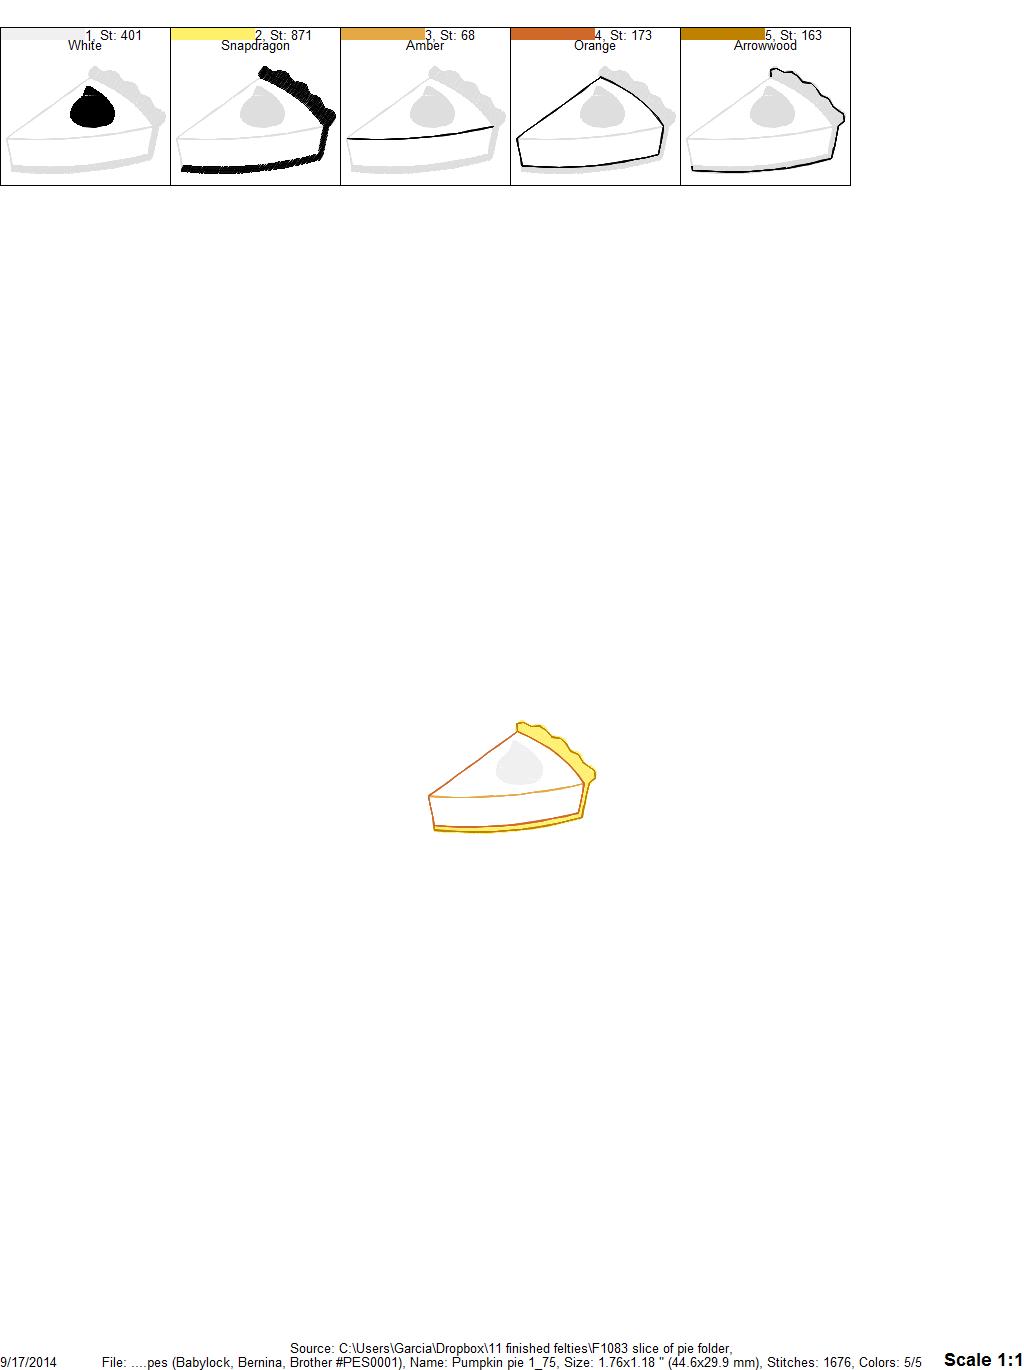 1, St: 401
White
2, St: 871
Snapdragon
3, St: 68
Amber
4, St: 173
Orange
5, St: 163
Arrowwood
Source: C:\Users\Garcia\Dropbox\11 finished felties\F1083 slice of pie folder,
9/17/2014 File: ....pes (Babylock, Bernina, Brother #PES0001), Name: Pumpkin pie 1_75, Size: 1.76x1.18 " (44.6x29.9 mm), Stitches: 1676, Colors: 5/5 Scale 1:1